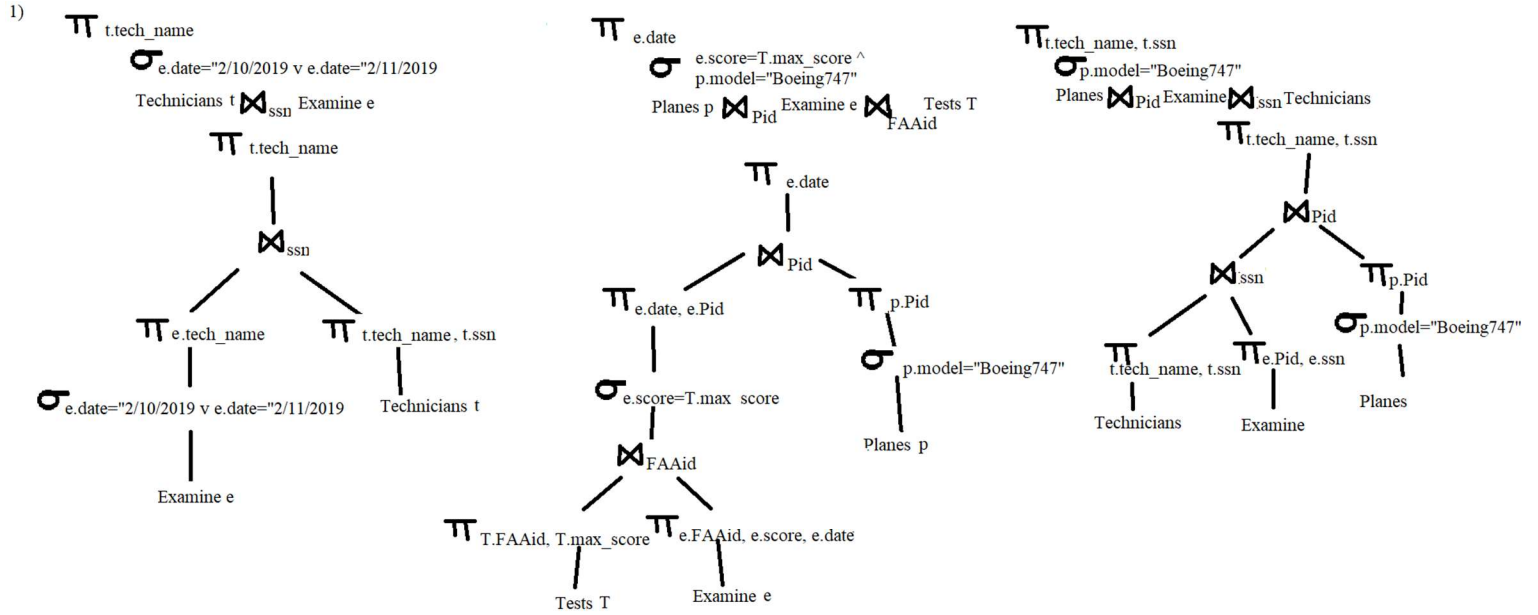 1)
π t.tech_name
σ e.date="2/10/2019 v e.date="2/11/2019
Technicians t ⋈ ssn Examine e
π t.tech_name
⋈ ssn
π e.tech_name
π t.tech_name, t.ssn
σ e.date="2/10/2019 v e.date="2/11/2019
Technicians t
Examine e
π e.date
σ e.score=T.max_score ^
p.model="Boeing747"
Planes p ⋈ Pid Examine e ⋈ FAAid Tests T
π e.date
⋈ Pid
π e.date, e.Pid
π p.Pid
σ p.model="Boeing747"
σ e.score=T.max score
Planes p
⋈ FAAid
π T.FAAid, T.max_score
π e.FAAid, e.score, e.date
Tests T
Examine e
π t.tech_name, t.ssn
σ p.model="Boeing747"
Planes ⋈ Pid Examine ⋈ ssn Technicians
π t.tech_name, t.ssn
⋈ Pid
⋈ ssn
π p.Pid
σ p.model="Boeing747"
π t.tech_name, t.ssn
π e.Pid, e.ssn
Planes
Technicians
Examine